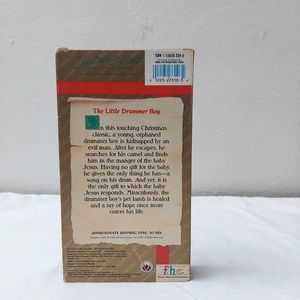 The Little Drummer Boy
In this touching Christmas
classic, a young, orphaned
drummer boy is kidnapped by an
evil man. After he escapes, he
searches for his camel and finds
him in the manger of the baby
Jesus. Having no gift for the baby,
he gives the only thing he has—a
song on his drum. And yet, it is
the only gift to which the baby
Jesus responds. Miraculously, the
drummer boy's pet lamb is healed
and a ray of hope once more
enters his life.
APPROXIMATE RUNNING TIME: 30 MIN.
fhe